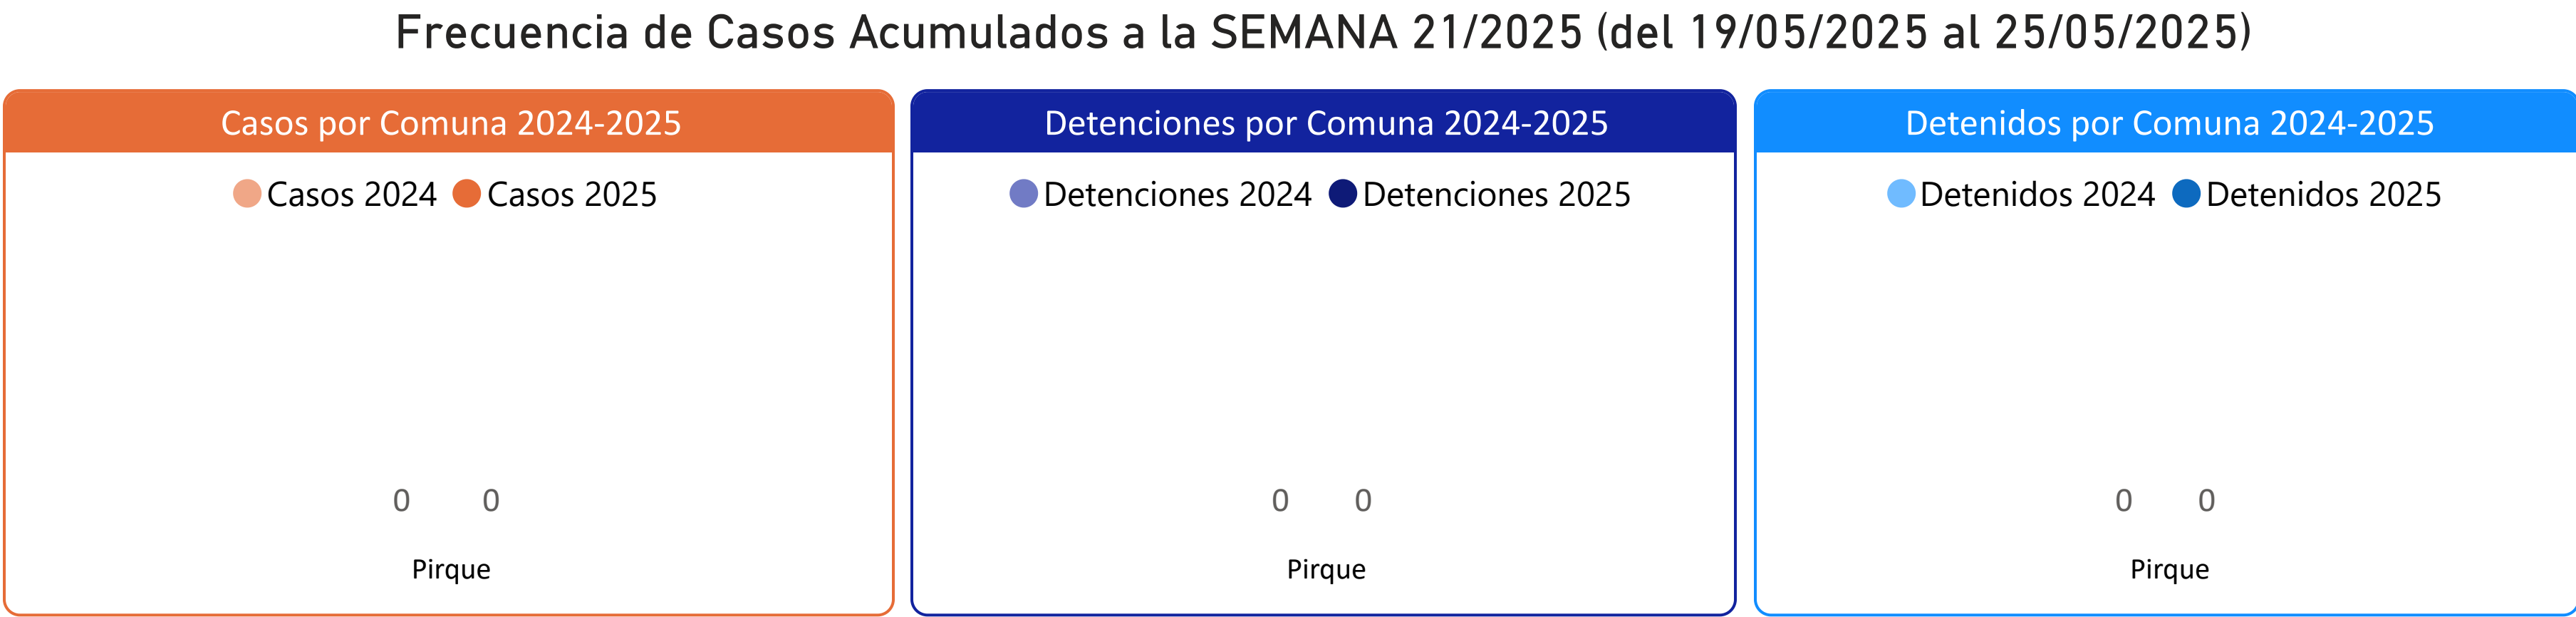 Frecuencia de Casos Acumulados a la SEMANA 21/2025 (del 19/05/2025 al 25/05/2025)
Casos por Comuna 2024-2025
Casos 2024 Casos 2025
0 0
Pirque
Detenciones por Comuna 2024-2025
Detenciones 2024 Detenciones 2025
0 0
Pirque
Detenidos por Comuna 2024-2025
Detenidos 2024 Detenidos 2025
0 0
Pirque